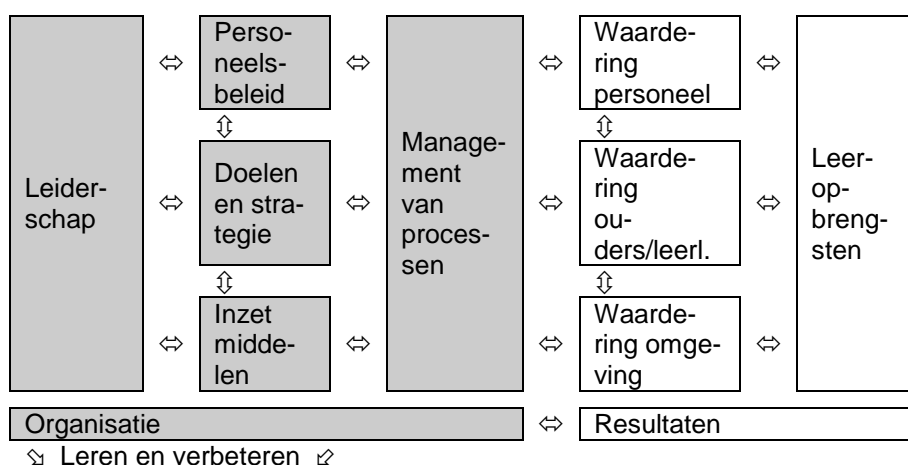 Leider-
schap
Perso-
neels-
beleid
Doelen
en stra-
tegie
Inzet
midde-
len
Manage-
ment
van
proces-
sen
Waarde-
ring
personeel
Waarde-
ring
ou-
ders/leerl.
Waarde-
ring omge-
ving
Leer-
op-
breng-
sten
Organisatie
Resultaten
Leren en verbeteren